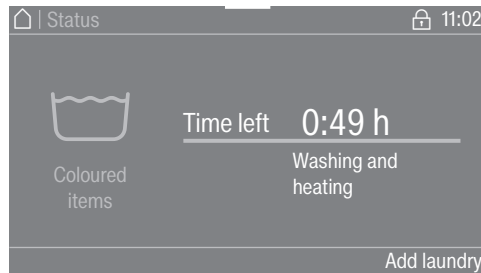 | Status
11:02
Time left 0:49 h
Washing and
heating
Coloured
items
Add laundry